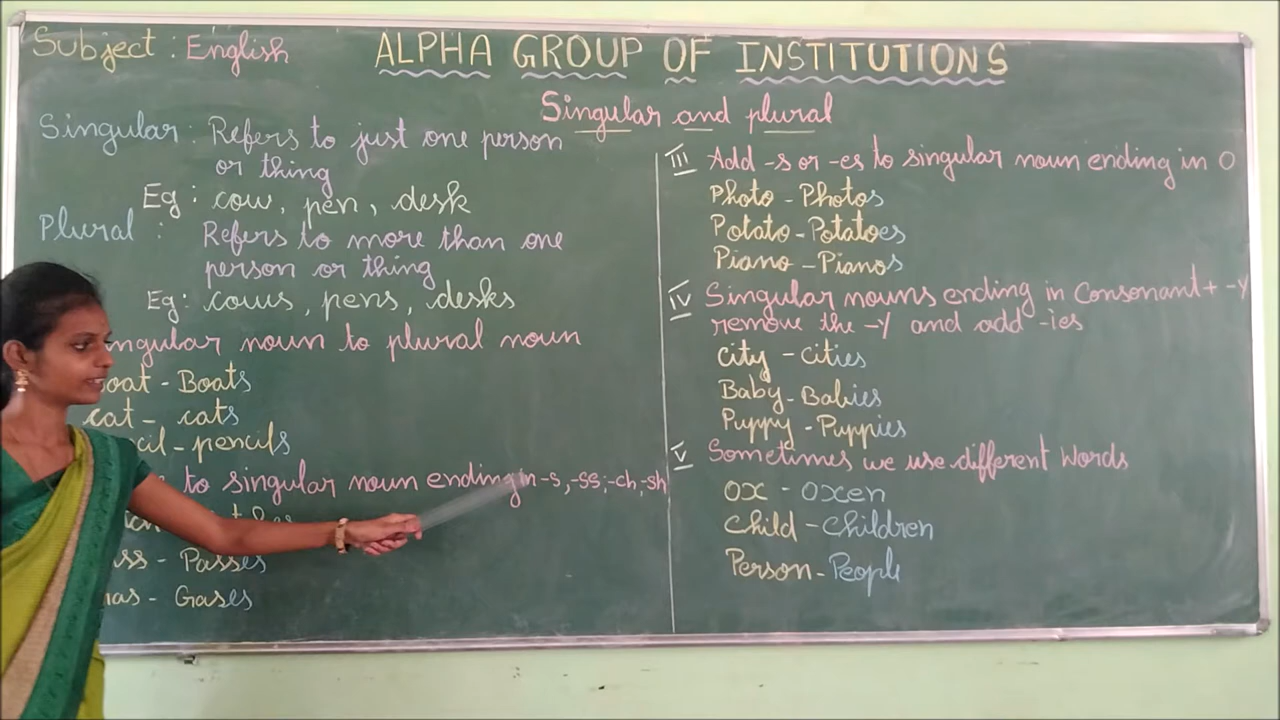 Subject : English
ALPHA GROUP OF INSTITUTIONS
Singular and plural
Singular : Refers to just one person
or thing
Eg : cow, pen, desk
Plural : Refers to more than one
person or thing
Eg : cows, pens, desks
ngular noun to plural noun
oat - Boats
cat - cats
cil - pencils
to singular noun ending in -s, -ss, -ch, -sh
ss - Passes
as - Gases
III Add -s or -es to singular noun ending in O
Photo - Photos
Potato - Potatoes
Piano - Pianos
IV Singular nouns ending in Consonant + -Y
remove the -Y and add -ies
City - Cities
Baby - Babies
Puppy - Puppies
V Sometimes we use different words
OX - Oxen
Child - Children
Person - People